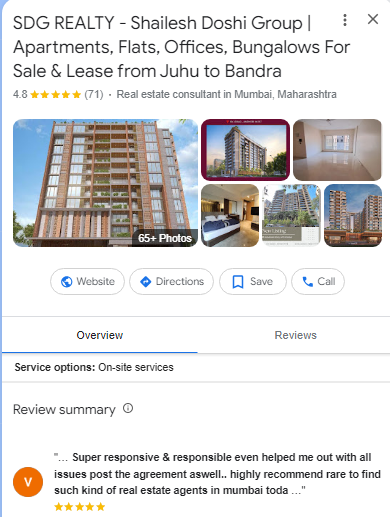 SDG REALTY - Shailesh Doshi Group |
Apartments, Flats, Offices, Bungalows For
Sale & Lease from Juhu to Bandra
4.8 ★★★★★ (71) · Real estate consultant in Mumbai, Maharashtra
65+ Photos
Website
Directions
Save
Call
Overview
Reviews
Service options: On-site services
Review summary
V
"... Super responsive & responsible even helped me out with all
issues post the agreement aswell.. highly recommend rare to find
such kind of real estate agents in mumbai toda ..."
★★★★★